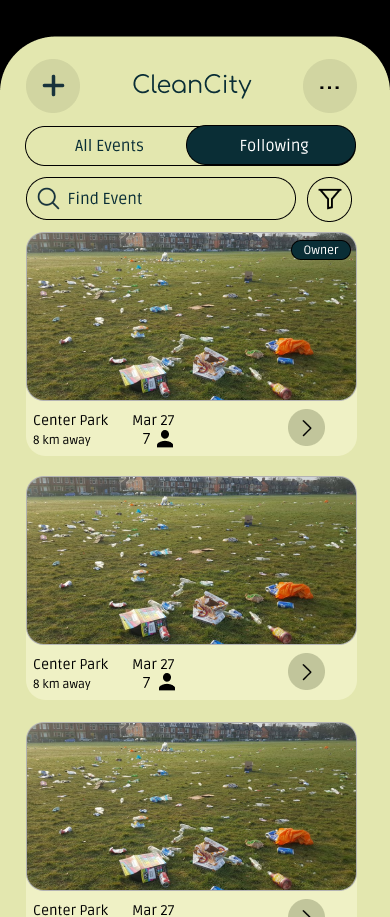 CleanCity
All Events
Following
Find Event
Owner
Center Park Mar 27
8 km away 7
Center Park Mar 27
8 km away 7
Center Park Mar 27